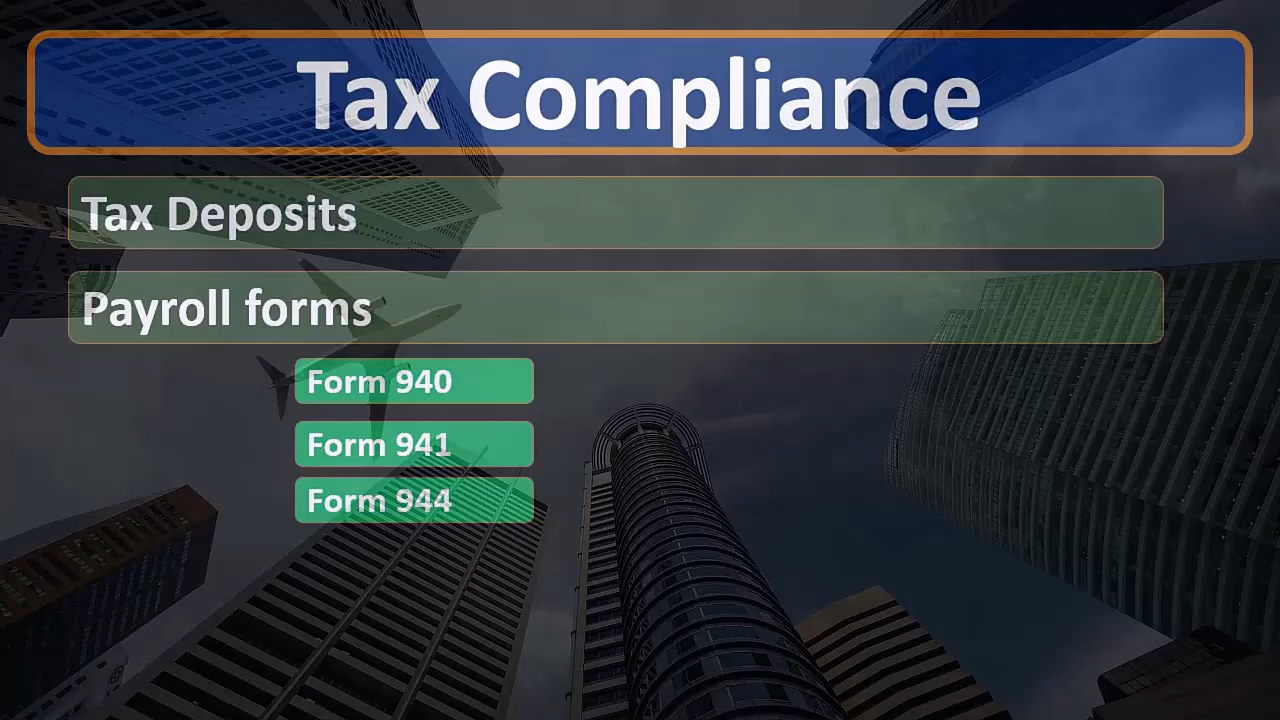 Tax Compliance
Tax Deposits
Payroll forms
Form 940
Form 941
Form 944